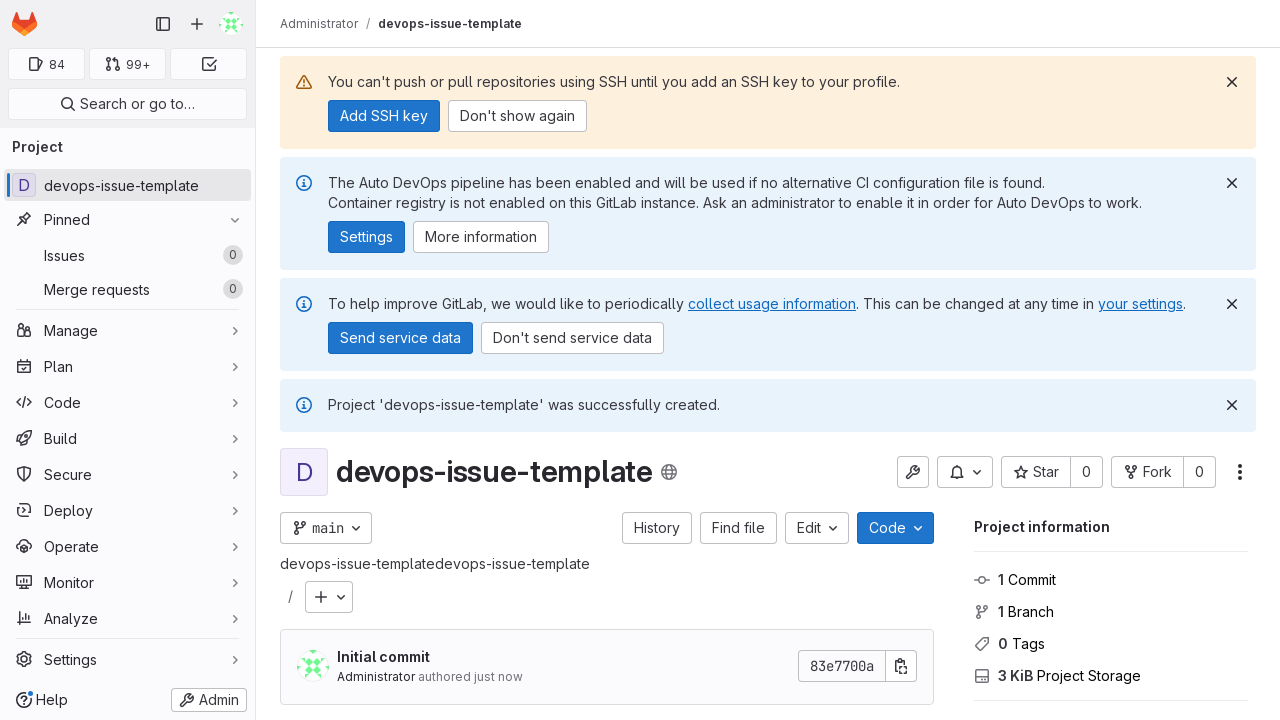 Administrator / devops-issue-template
84
99+
Search or go to…
Project
D devops-issue-template
Pinned
Issues 0
Merge requests 0
Manage
Plan
Code
Build
Secure
Deploy
Operate
Monitor
Analyze
Settings
Help
Admin
You can't push or pull repositories using SSH until you add an SSH key to your profile.
Add SSH key
Don't show again
The Auto DevOps pipeline has been enabled and will be used if no alternative CI configuration file is found.
Container registry is not enabled on this GitLab instance. Ask an administrator to enable it in order for Auto DevOps to work.
Settings
More information
To help improve GitLab, we would like to periodically collect usage information. This can be changed at any time in your settings.
Send service data
Don't send service data
Project 'devops-issue-template' was successfully created.
D devops-issue-template
Star 0
Fork 0
main
History
Find file
Edit
Code
devops-issue-templatedevops-issue-template
/
Initial commit
Administrator authored just now
83e7700a
Project information
1 Commit
1 Branch
0 Tags
3 KiB Project Storage